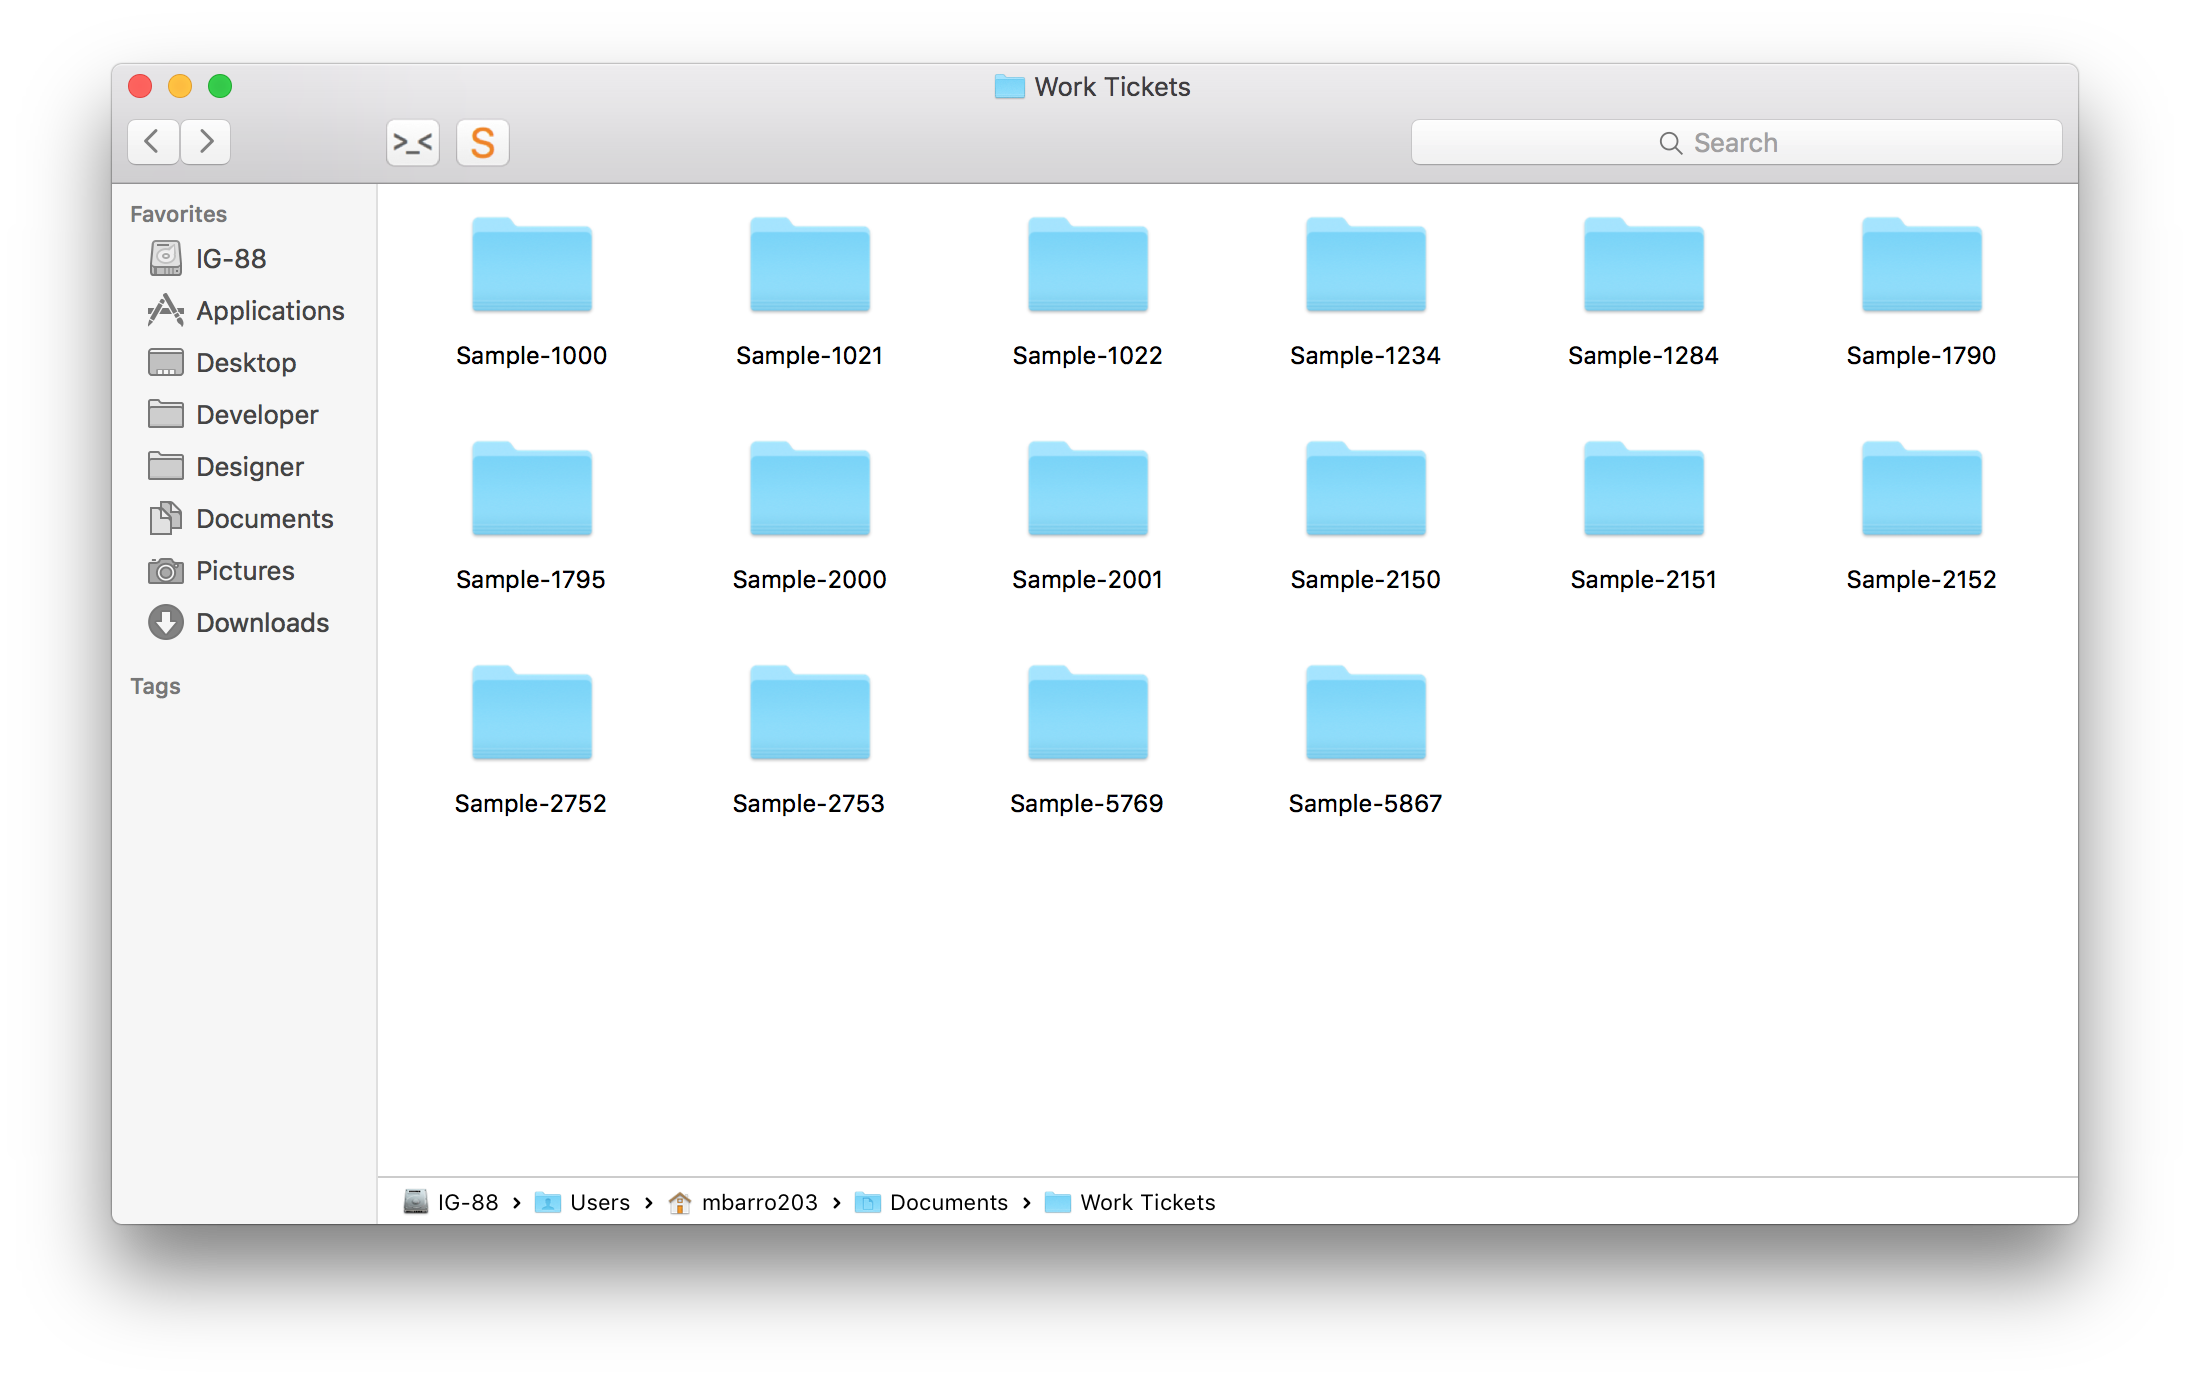 Work Tickets
>_<
S
Search
Favorites
IG-88
Applications
Desktop
Developer
Designer
Documents
Pictures
Downloads
Tags
Sample-1000 Sample-1021 Sample-1022 Sample-1234 Sample-1284 Sample-1790
Sample-1795 Sample-2000 Sample-2001 Sample-2150 Sample-2151 Sample-2152
Sample-2752 Sample-2753 Sample-5769 Sample-5867
IG-88 › Users › mbarro203 › Documents › Work Tickets